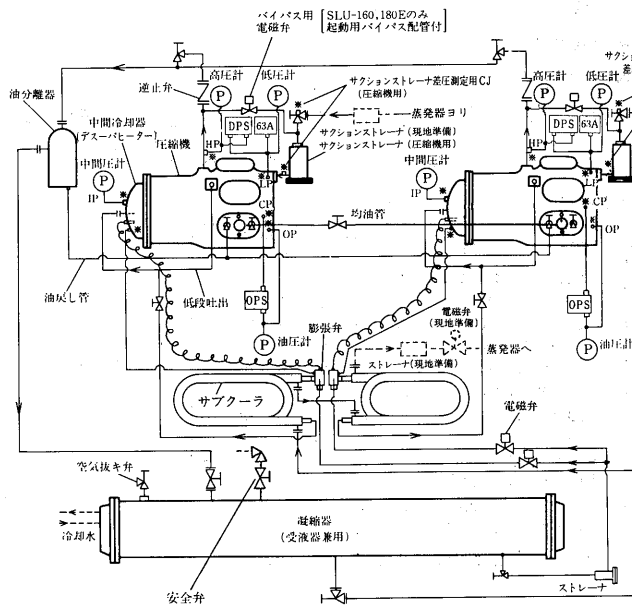 バイパス用
電磁弁
SLU-160,180Eのみ
起動用バイパス配管付
高圧計
低圧計
サクションストレーナ差圧測定用CJ
(圧縮機用)
高圧計
低圧計
サクショ
差
油分離器
逆止弁
P
P
蒸発器ヨリ
P
P
中間冷却器
(デスーパヒーター)
DPS
63A
サクションストレーナ(現地準備)
サクションストレーナ(圧縮機用)
DPS
63A
圧縮機
HP
HP
中間圧計
中間圧計
P
LP
P
LP
IP
CP
IP
CP
均油管
OP
OP
油戻し管
低段吐出
OPS
OPS
電磁弁
(現地準備)
P
油圧計
膨張弁
P
油圧計
蒸発器へ
ストレーナ(現地準備)
サブクーラ
電磁弁
空気抜キ弁
凝縮器
(受液器兼用)
冷却水
ストレーナ
安全弁